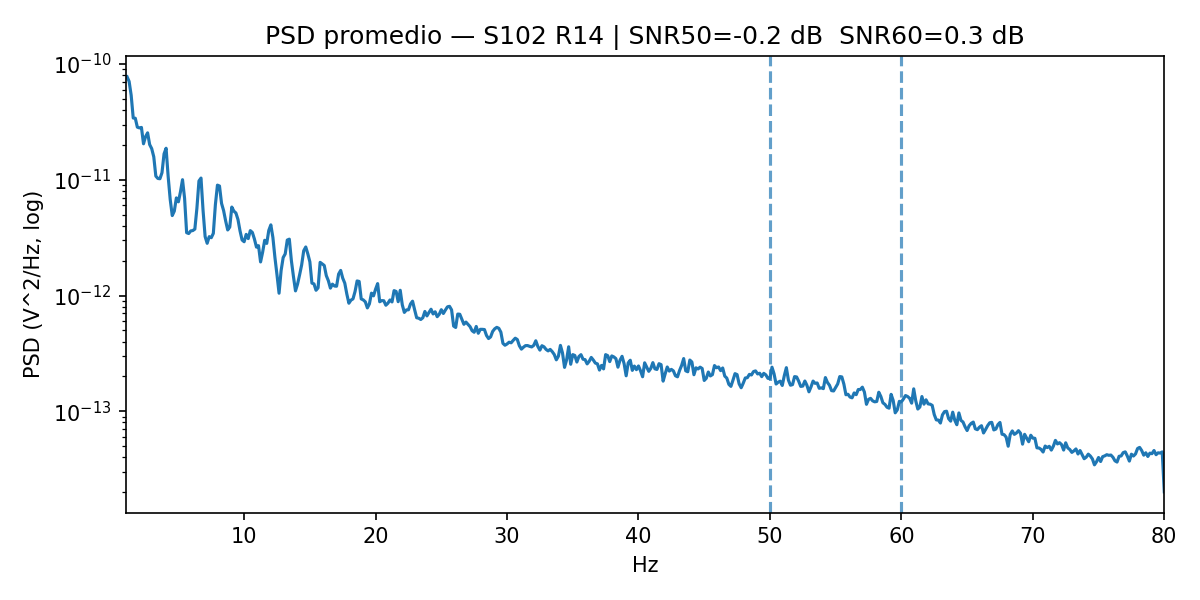 PSD promedio — S102 R14 | SNR50=-0.2 dB  SNR60=0.3 dB
PSD (V^2/Hz, log)
10⁻¹⁰
10⁻¹¹
10⁻¹²
10⁻¹³
10 20 30 40 50 60 70 80
Hz